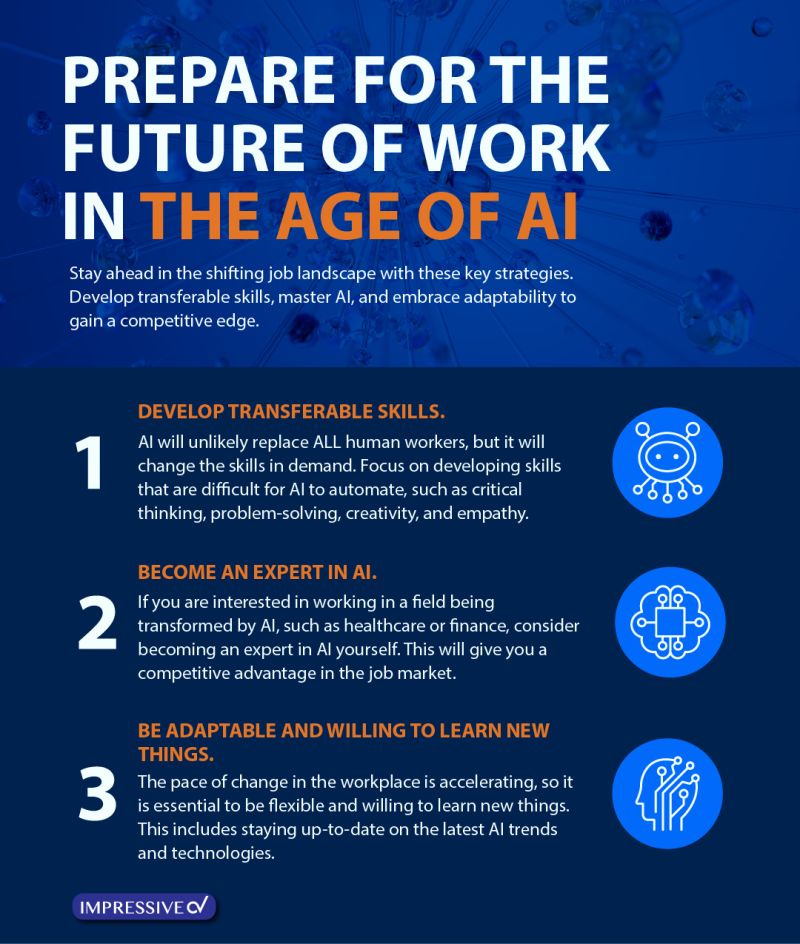 PREPARE FOR THE
FUTURE OF WORK
IN THE AGE OF AI
Stay ahead in the shifting job landscape with these key strategies.
Develop transferable skills, master AI, and embrace adaptability to
gain a competitive edge.
1
DEVELOP TRANSFERABLE SKILLS.
AI will unlikely replace ALL human workers, but it will
change the skills in demand. Focus on developing skills
that are difficult for AI to automate, such as critical
thinking, problem-solving, creativity, and empathy.
2
BECOME AN EXPERT IN AI.
If you are interested in working in a field being
transformed by AI, such as healthcare or finance, consider
becoming an expert in AI yourself. This will give you a
competitive advantage in the job market.
3
BE ADAPTABLE AND WILLING TO LEARN NEW
THINGS.
The pace of change in the workplace is accelerating, so it
is essential to be flexible and willing to learn new things.
This includes staying up-to-date on the latest AI trends
and technologies.
IMPRESSIVE CV